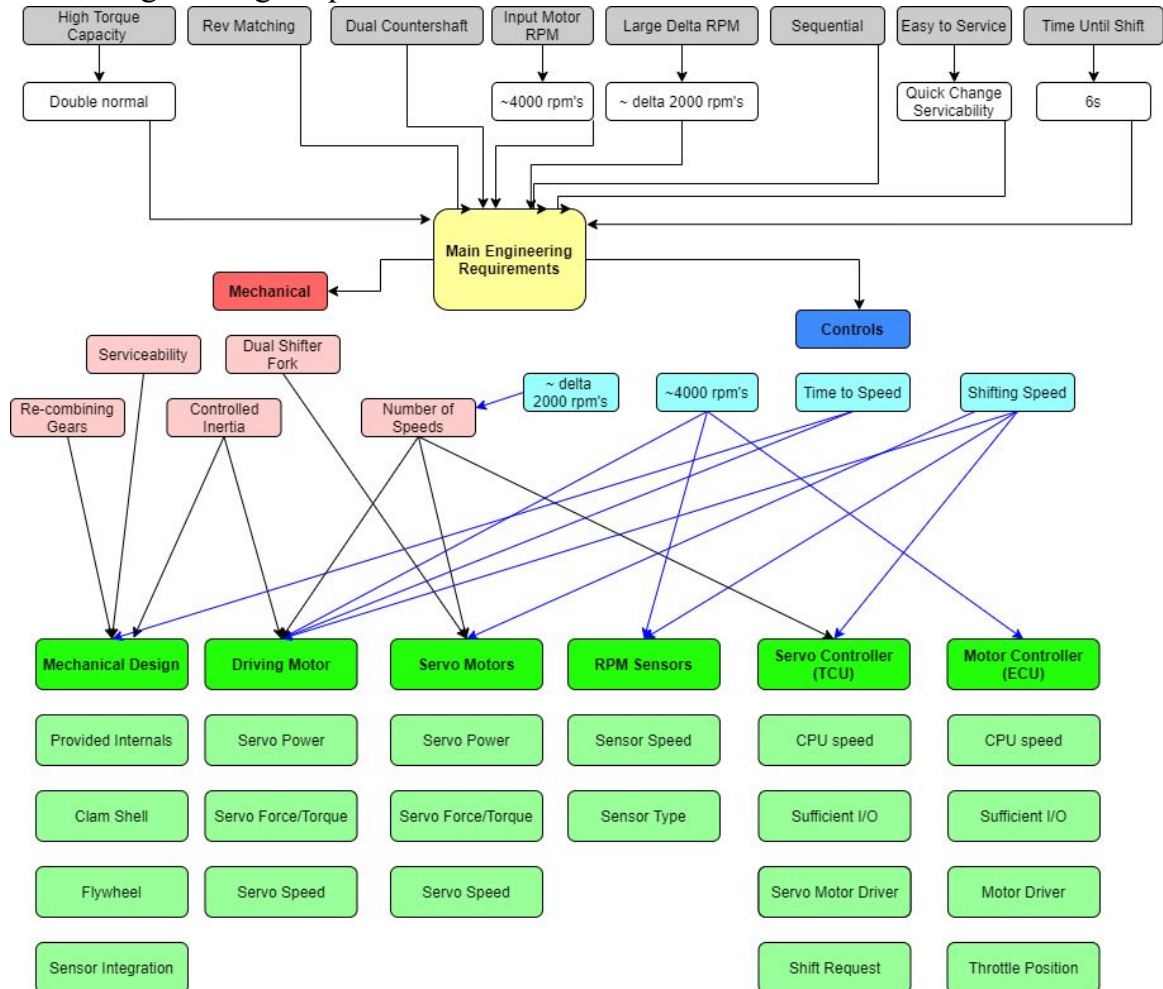 High Torque
Capacity
Rev Matching
Dual Countershaft
Input Motor
RPM
Large Delta RPM
Sequential
Easy to Service
Time Until Shift
Double normal
~4000 rpm's
~ delta 2000 rpm's
Quick Change
Servicability
6s
Main Engineering
Requirements
Mechanical
Controls
Serviceability
Dual Shifter
Fork
Re-combining
Gears
Controlled
Inertia
Number of
Speeds
~ delta
2000 rpm's
~4000 rpm's
Time to Speed
Shifting Speed
Mechanical Design
Driving Motor
Servo Motors
RPM Sensors
Servo Controller
(TCU)
Motor Controller
(ECU)
Provided Internals
Servo Power
Servo Power
Sensor Speed
CPU speed
CPU speed
Clam Shell
Servo Force/Torque
Servo Force/Torque
Sensor Type
Sufficient I/O
Sufficient I/O
Flywheel
Servo Speed
Servo Speed
Servo Motor Driver
Motor Driver
Sensor Integration
Shift Request
Throttle Position